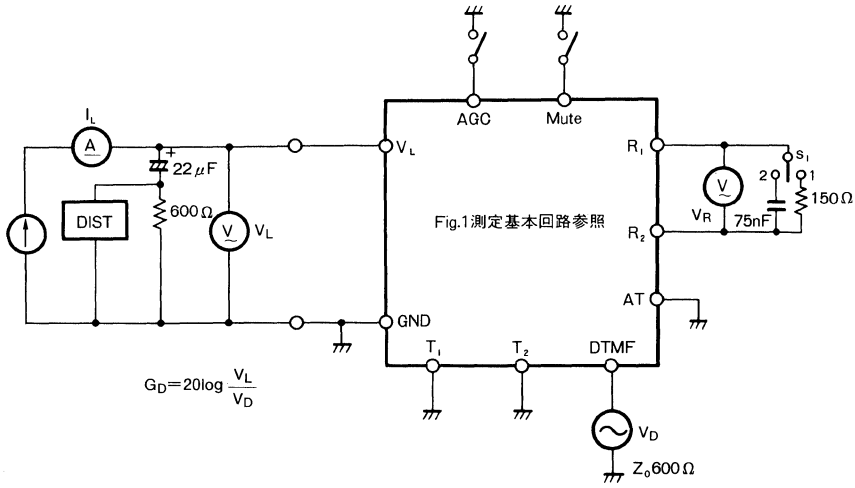 AGC
Mute
I_L
A
V_L
R_1
S_1
+
22μF
2
1
150Ω
DIST
600Ω
V
V_L
V
V_R
75nF
Fig.1測定基本回路参照
R_2
AT
GND
T_1
T_2
DTMF
G_D=20log V_L/V_D
V_D
Z_0 600Ω